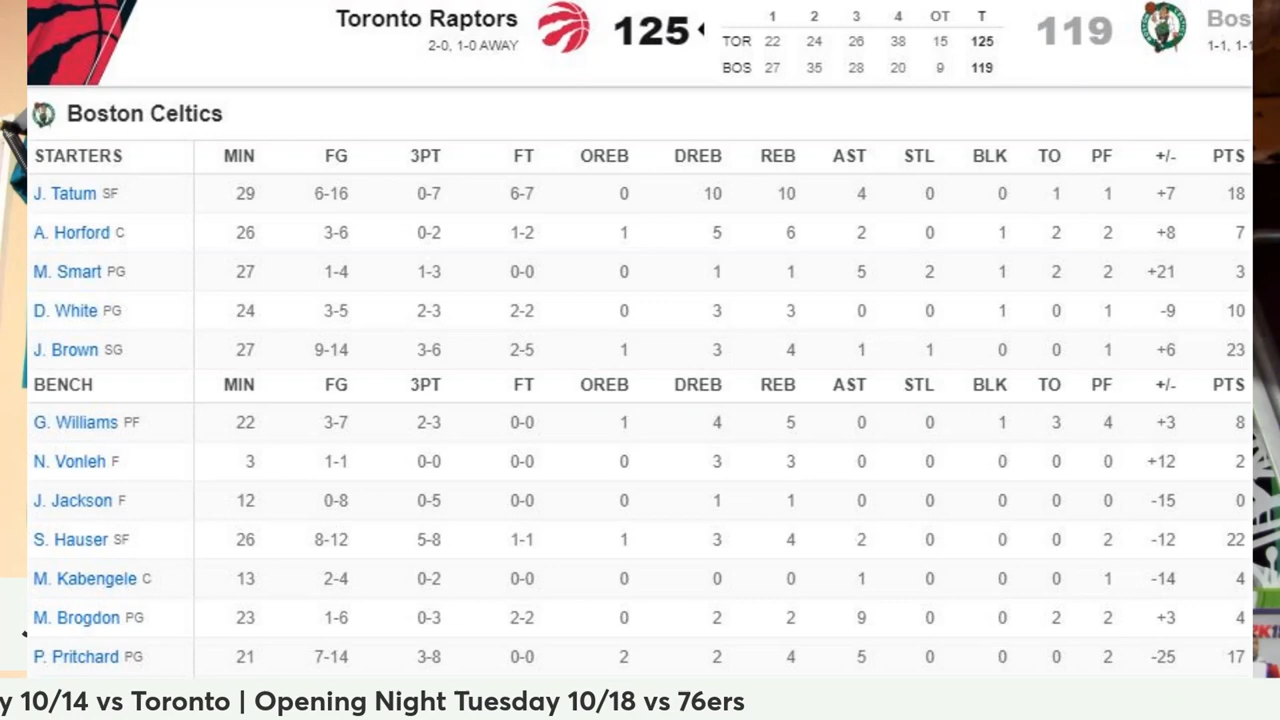 Toronto Raptors
2-0, 1-0 AWAY
125
1 2 3 4 OT T
TOR 22 24 26 38 15 125
BOS 27 35 28 20 9 119
119
Bos
1-1, 1-1
Boston Celtics
STARTERS MIN FG 3PT FT OREB DREB REB AST STL BLK TO PF +/- PTS
J. Tatum SF 29 6-16 0-7 6-7 0 10 10 4 0 0 1 1 +7 18
A. Horford C 26 3-6 0-2 1-2 1 5 6 2 0 1 2 2 +8 7
M. Smart PG 27 1-4 1-3 0-0 0 1 1 5 2 1 2 2 +21 3
D. White PG 24 3-5 2-3 2-2 0 3 3 0 0 1 0 1 -9 10
J. Brown SG 27 9-14 3-6 2-5 1 3 4 1 1 0 0 1 +6 23
BENCH MIN FG 3PT FT OREB DREB REB AST STL BLK TO PF +/- PTS
G. Williams PF 22 3-7 2-3 0-0 1 4 5 0 0 1 3 4 +3 8
N. Vonleh F 3 1-1 0-0 0-0 0 3 3 0 0 0 0 0 +12 2
J. Jackson F 12 0-8 0-5 0-0 0 1 1 0 0 0 0 0 -15 0
S. Hauser SF 26 8-12 5-8 1-1 1 3 4 2 0 0 0 2 -12 22
M. Kabengele C 13 2-4 0-2 0-0 0 0 0 1 0 0 0 1 -14 4
M. Brogdon PG 23 1-6 0-3 2-2 0 2 2 9 0 0 2 2 +3 4
P. Pritchard PG 21 7-14 3-8 0-0 2 2 4 5 0 0 0 2 -25 17
y 10/14 vs Toronto | Opening Night Tuesday 10/18 vs 76ers